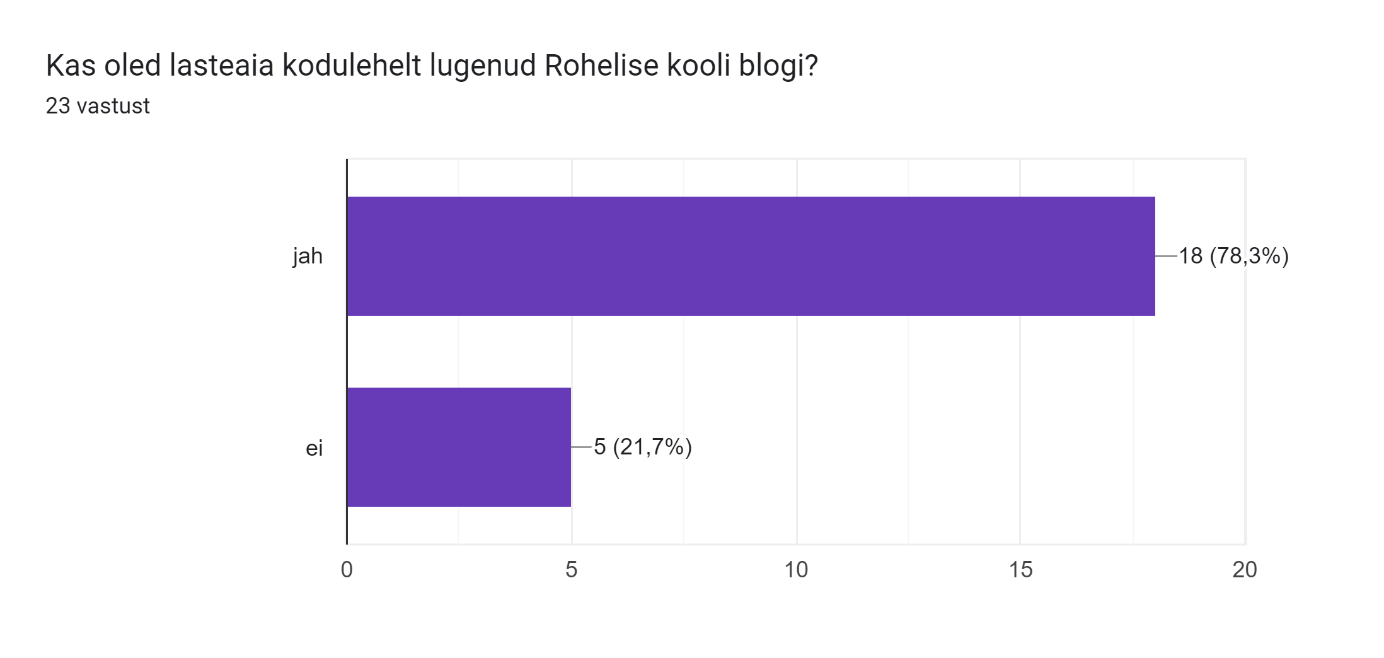 Kas oled lasteaia kodulehelt lugenud Rohelise kooli blogi?
23 vastust
jah
18 (78,3%)
ei
5 (21,7%)
0 5 10 15 20